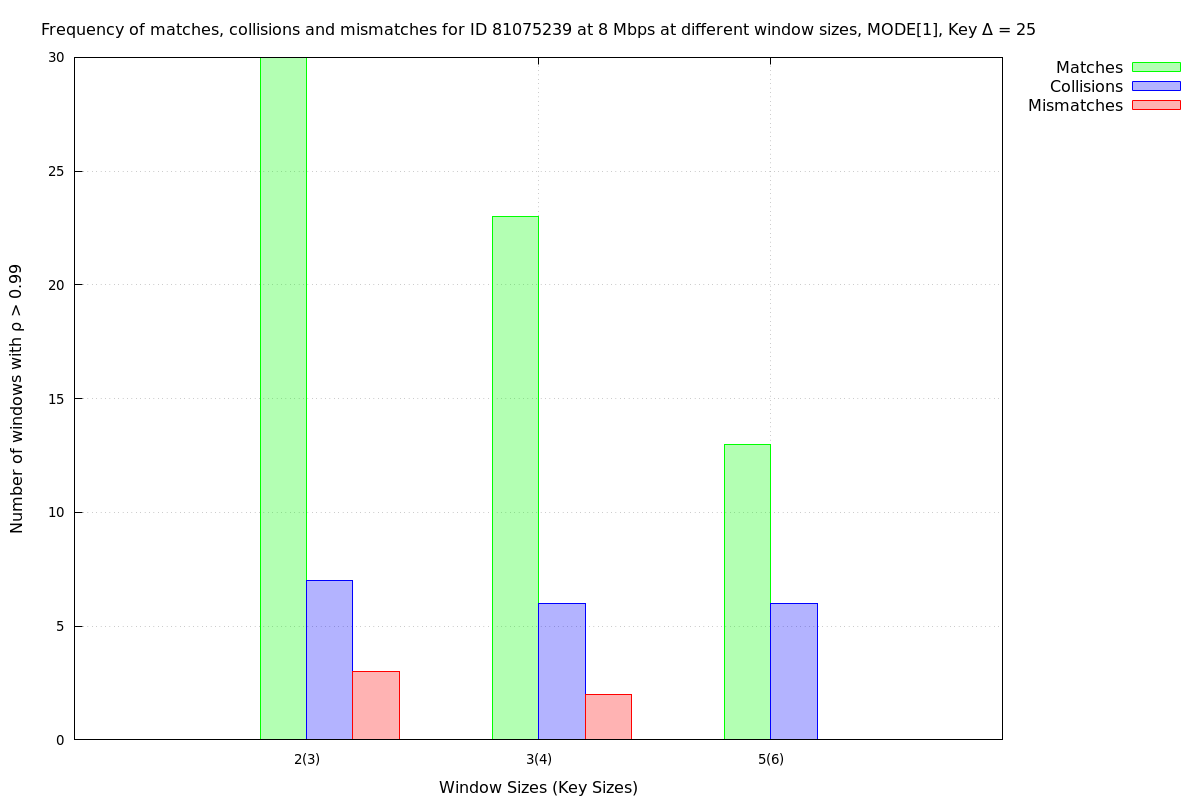 Frequency of matches, collisions and mismatches for ID 81075239 at 8 Mbps at different window sizes, MODE[1], Key Δ = 25
Matches
Collisions
Mismatches
Number of windows with ρ > 0.99
30
25
20
15
10
5
0
2(3) 3(4) 5(6)
Window Sizes (Key Sizes)